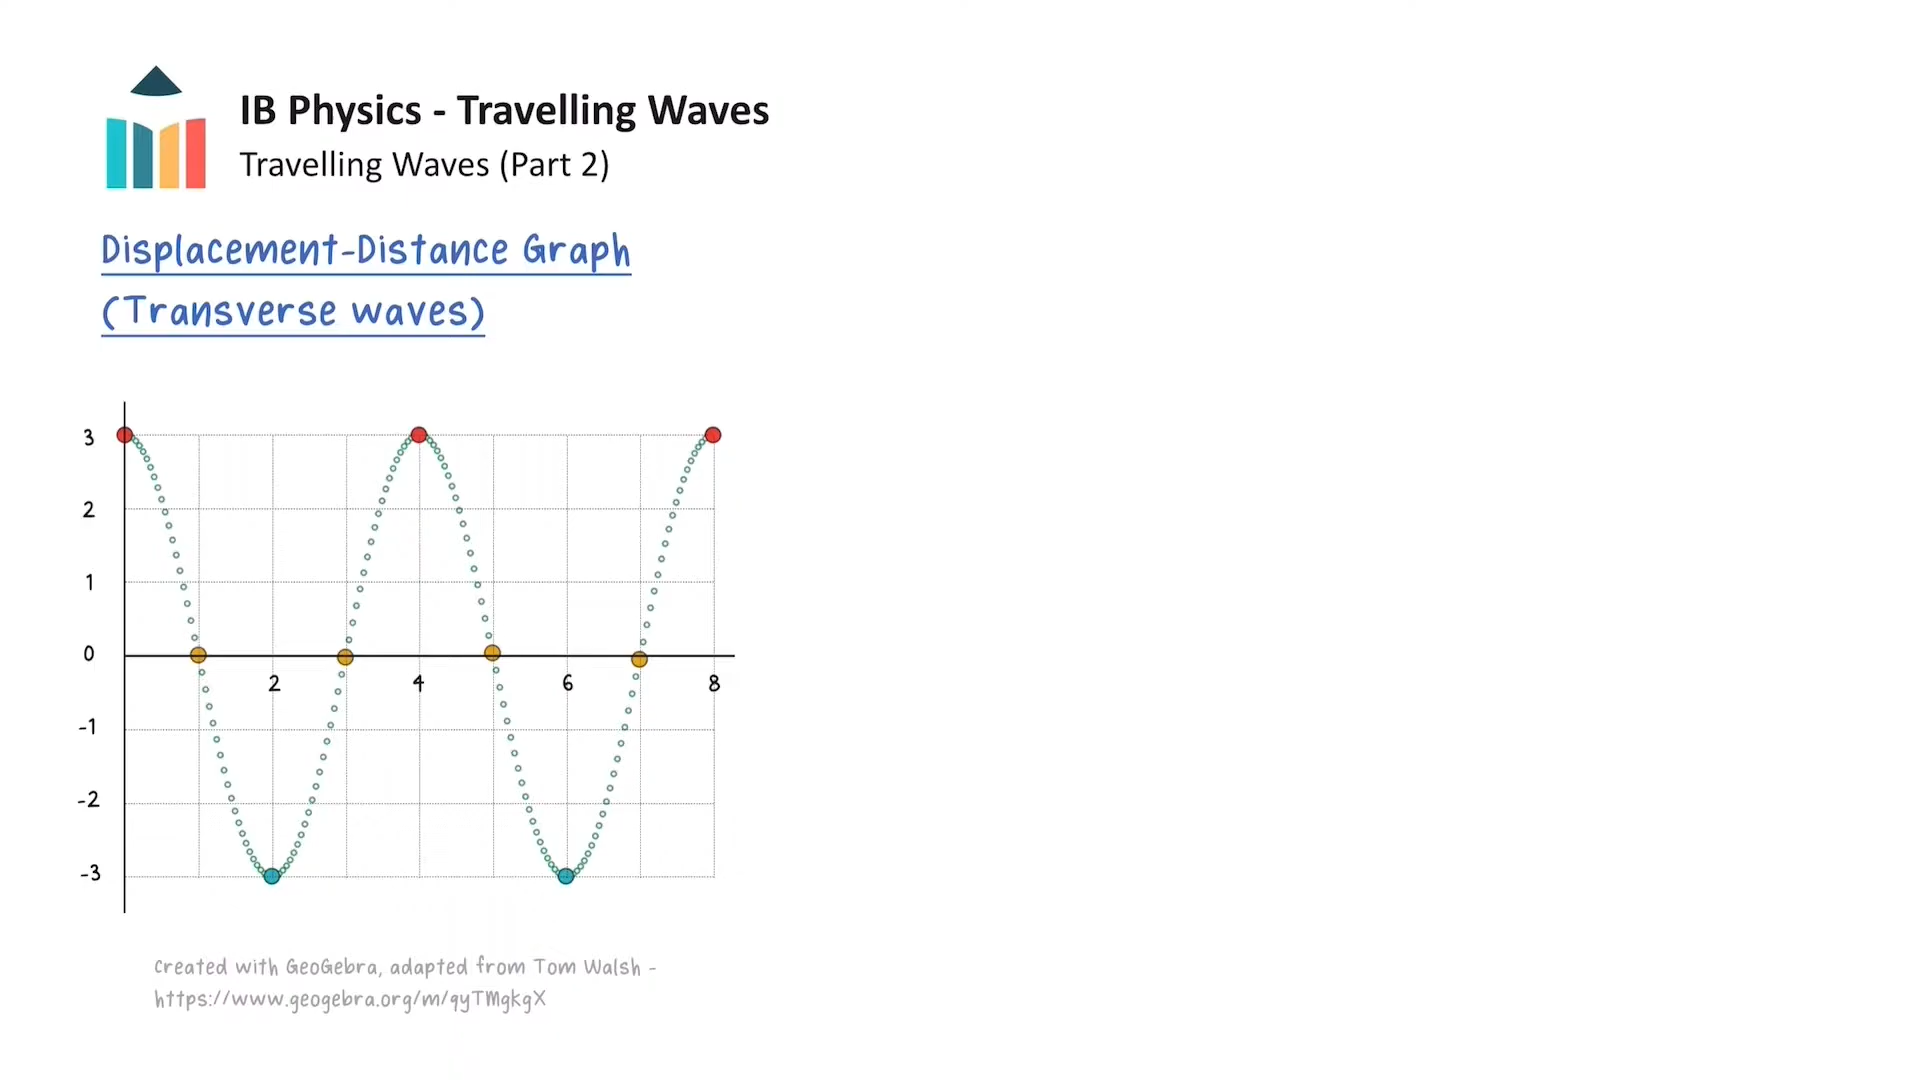 IB Physics - Travelling Waves
Travelling Waves (Part 2)
Displacement-Distance Graph
(Transverse waves)
3
2
1
0
2
4
6
8
-1
-2
-3
Created with GeoGebra, adapted from Tom Walsh -
https://www.geogebra.org/m/qyTMgkgX